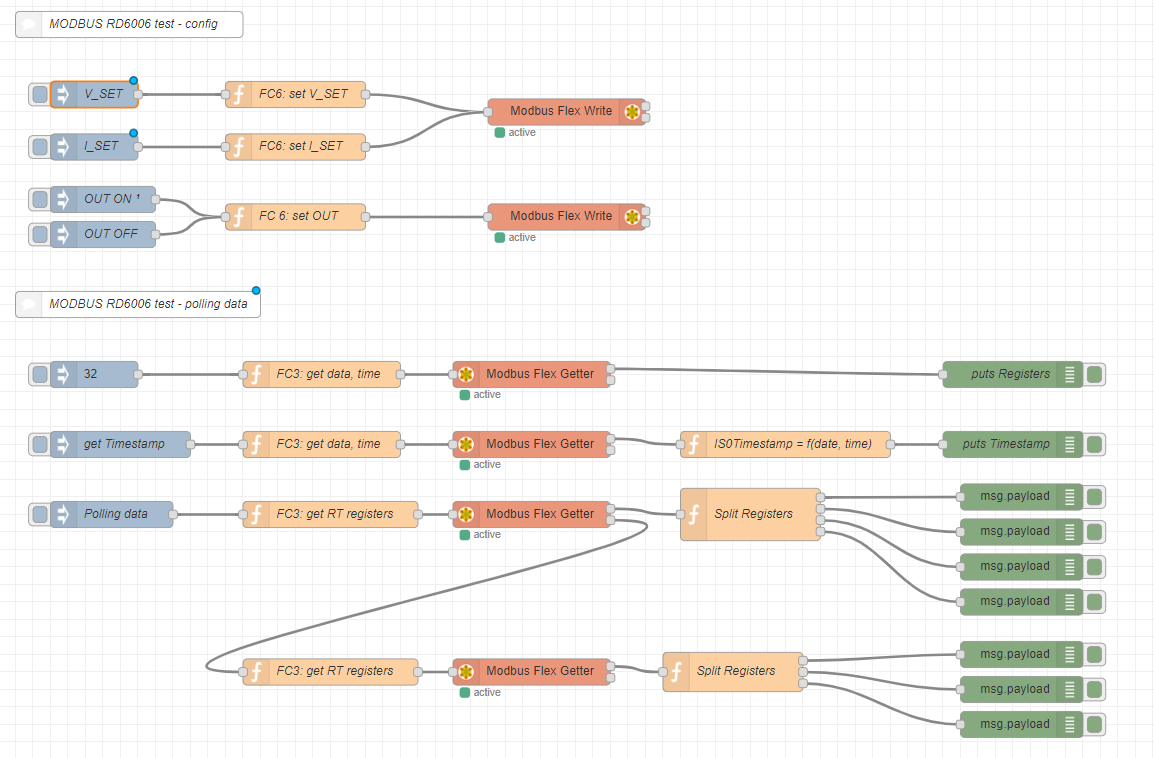 MODBUS RD6006 test - config
V_SET
FC6: set V_SET
Modbus Flex Write
active
I_SET
FC6: set I_SET
OUT ON ¹
FC 6: set OUT
Modbus Flex Write
active
OUT OFF
MODBUS RD6006 test - polling data
32
FC3: get data, time
Modbus Flex Getter
active
puts Registers
get Timestamp
FC3: get data, time
Modbus Flex Getter
active
IS0Timestamp = f(date, time)
puts Timestamp
Polling data
FC3: get RT registers
Modbus Flex Getter
active
Split Registers
msg.payload
msg.payload
msg.payload
msg.payload
FC3: get RT registers
Modbus Flex Getter
active
Split Registers
msg.payload
msg.payload
msg.payload